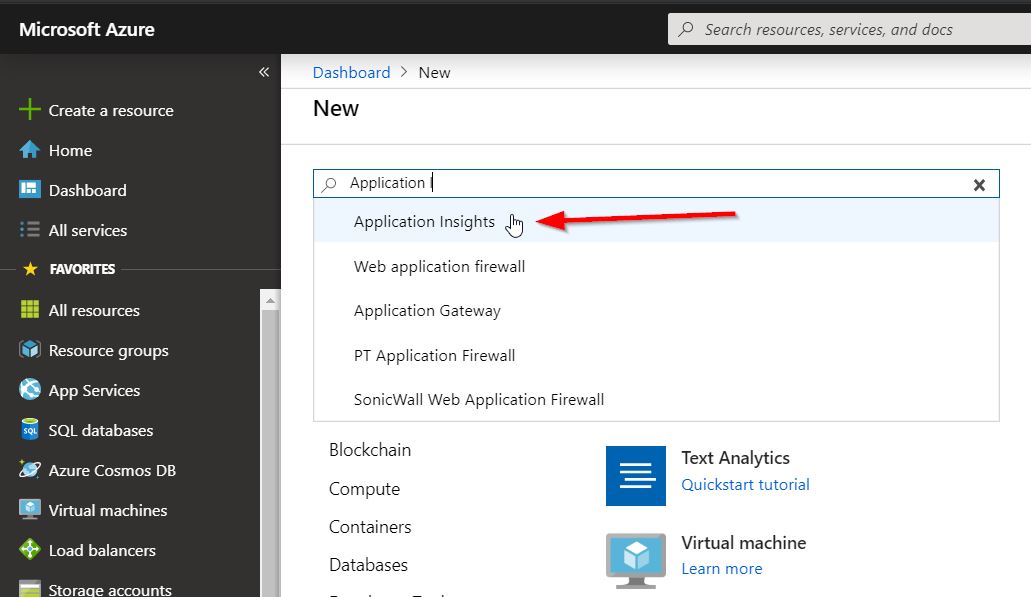 Microsoft Azure
Search resources, services, and docs
«
Create a resource
Home
Dashboard
All services
FAVORITES
All resources
Resource groups
App Services
SQL databases
Azure Cosmos DB
Virtual machines
Load balancers
Storage accounts
Dashboard > New
New
Application I
Application Insights
Web application firewall
Application Gateway
PT Application Firewall
SonicWall Web Application Firewall
Blockchain
Compute
Containers
Databases
Text Analytics
Quickstart tutorial
Virtual machine
Learn more